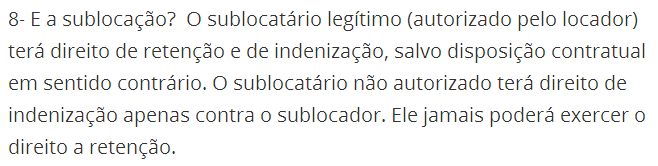 8- E a sublocação?  O sublocatário legítimo (autorizado pelo locador)
terá direito de retenção e de indenização, salvo disposição contratual
em sentido contrário. O sublocatário não autorizado terá direito de
indenização apenas contra o sublocador. Ele jamais poderá exercer o
direito a retenção.